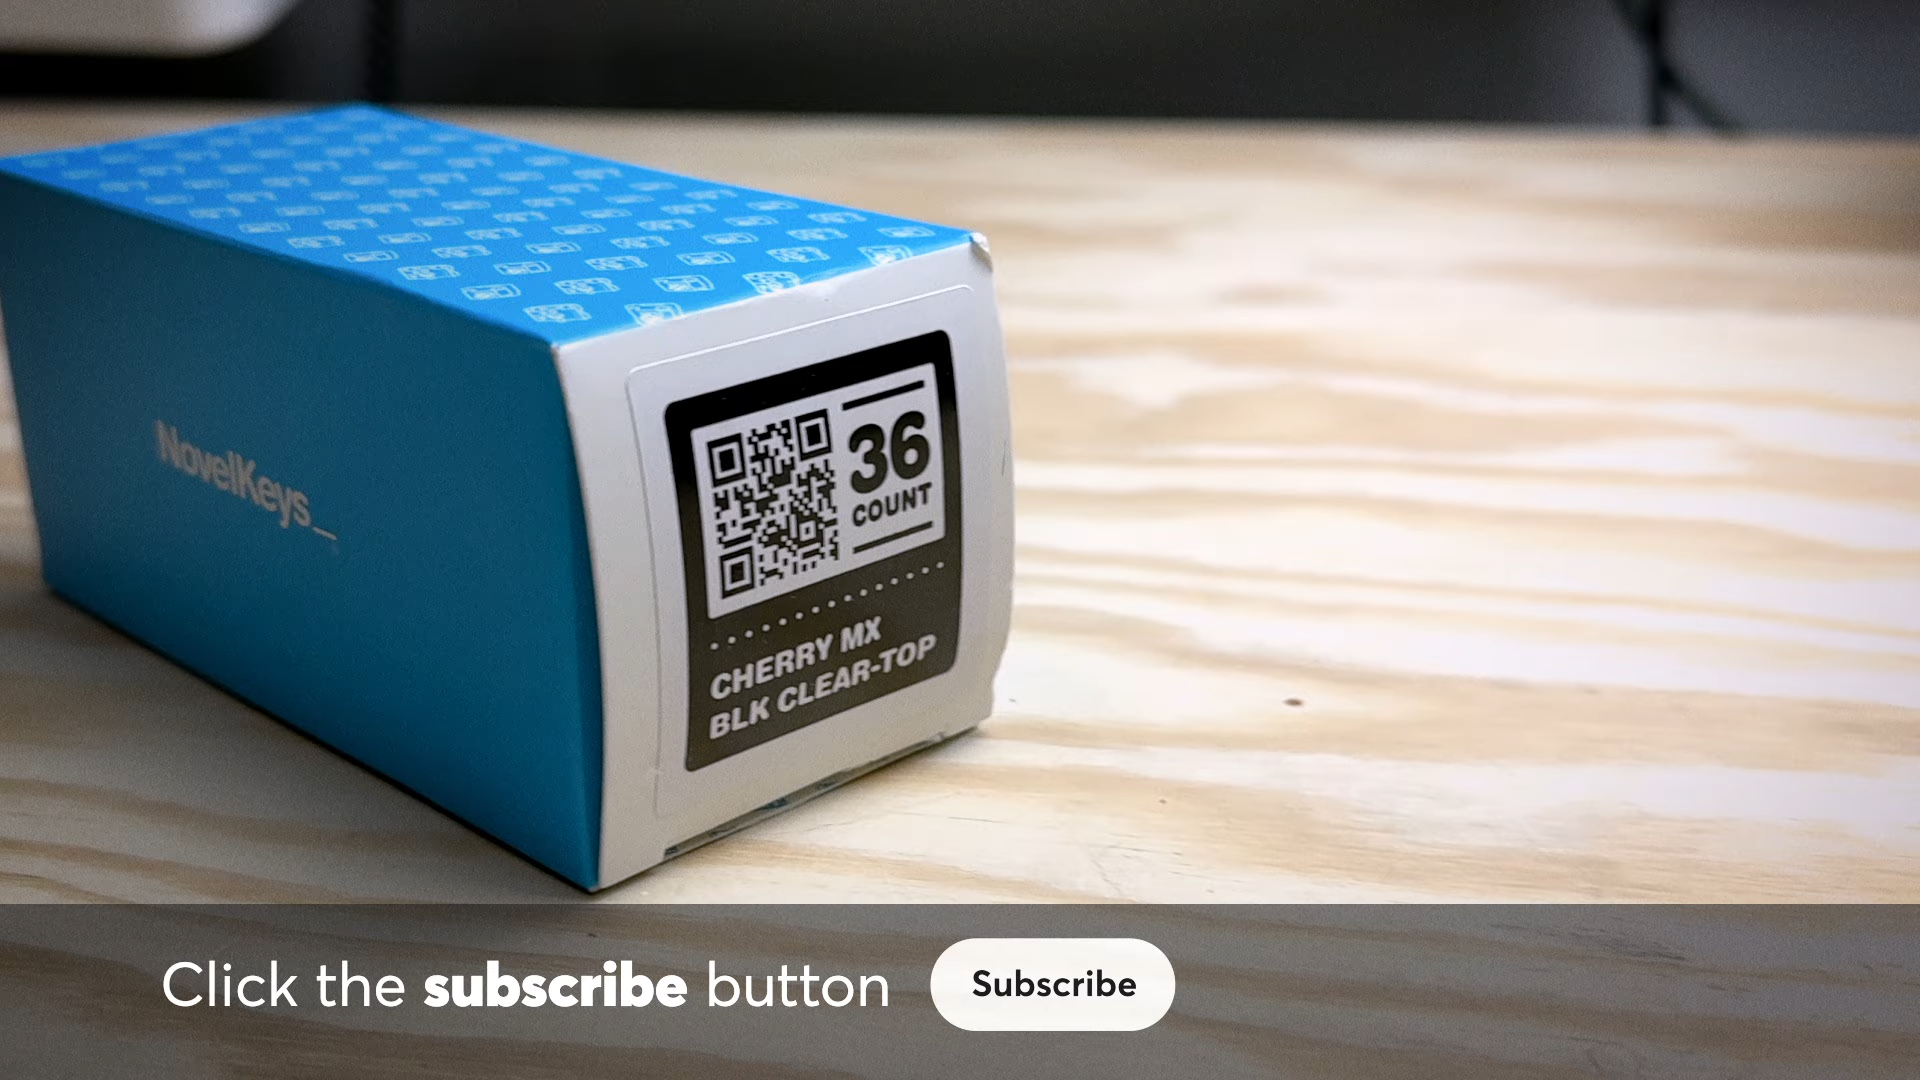 NovelKeys_
36
COUNT
CHERRY MX
BLK CLEAR-TOP
Click the subscribe button
Subscribe